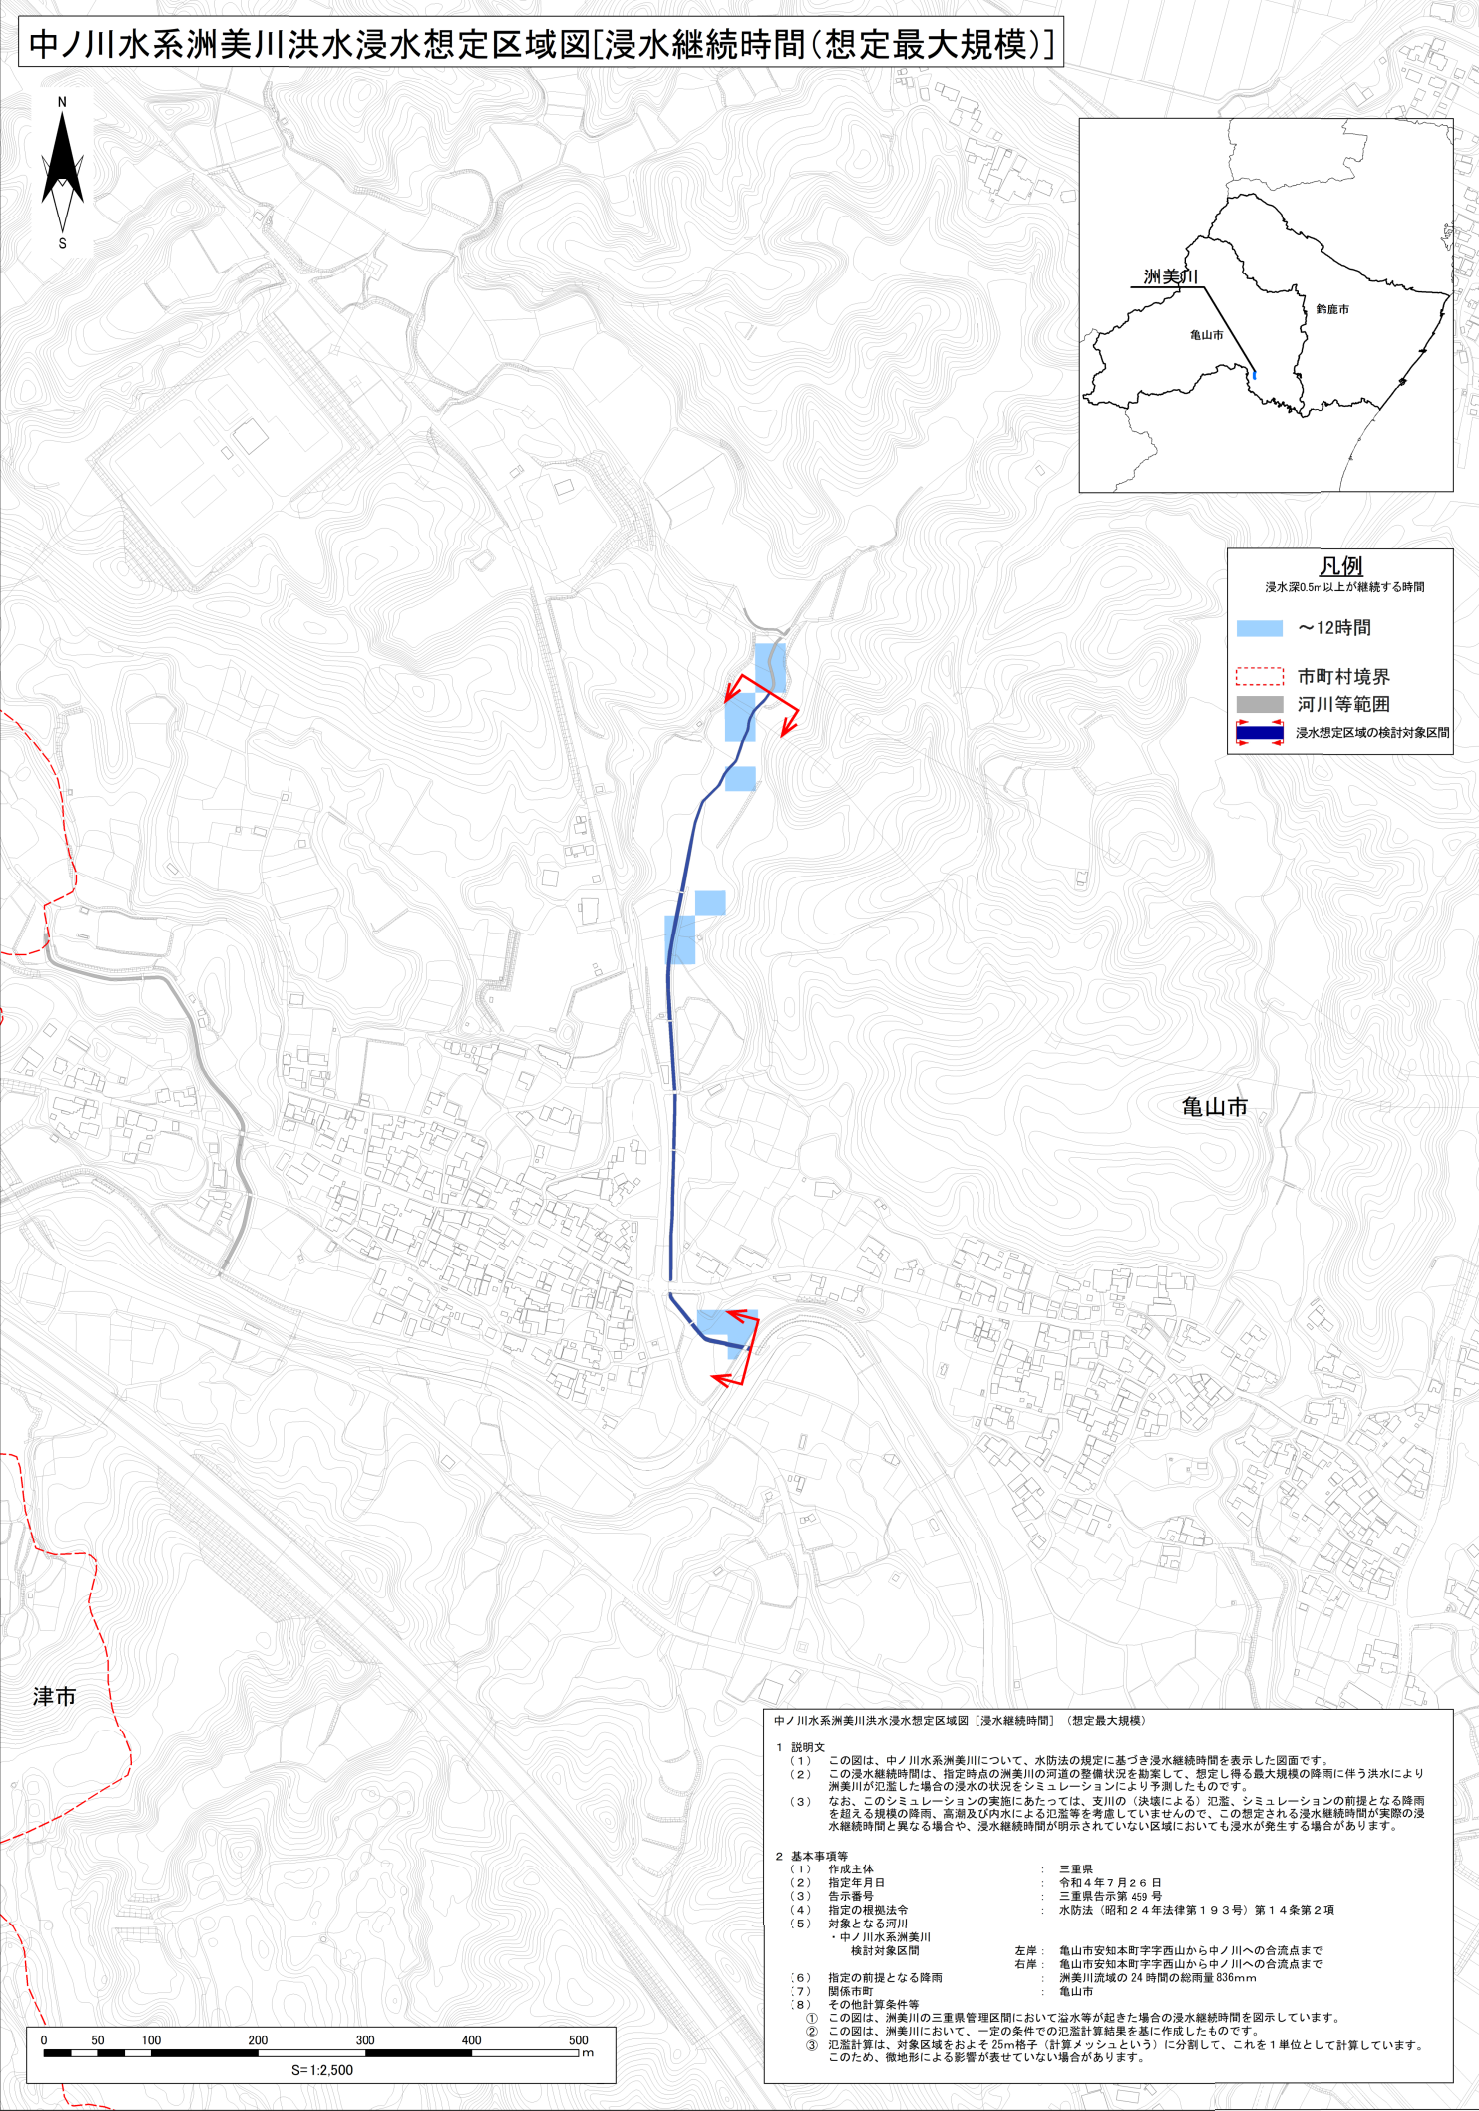 中ノ川水系洲美川洪水浸水想定区域図[浸水継続時間(想定最大規模)]
N
S
洲美川
鈴鹿市
亀山市
凡例
浸水深0.5m以上が継続する時間
～12時間
市町村境界
河川等範囲
浸水想定区域の検討対象区間
亀山市
津市
中ノ川水系洲美川洪水浸水想定区域図［浸水継続時間］（想定最大規模）
1 説明文
（1） この図は、中ノ川水系洲美川について、水防法の規定に基づき浸水継続時間を表示した図面です。
（2） この浸水継続時間は、指定時点の洲美川の河道の整備状況を勘案して、想定し得る最大規模の降雨に伴う洪水により
洲美川が氾濫した場合の浸水の状況をシミュレーションにより予測したものです。
（3） なお、このシミュレーションの実施にあたっては、支川の（決壊による）氾濫、シミュレーションの前提となる降雨
を超える規模の降雨、高潮及び内水による氾濫等を考慮していませんので、この想定される浸水継続時間が実際の浸
水継続時間と異なる場合や、浸水継続時間が明示されていない区域においても浸水が発生する場合があります。
2 基本事項等
（1） 作成主体 ： 三重県
（2） 指定年月日 ： 令和４年７月２６日
（3） 告示番号 ： 三重県告示第 459 号
（4） 指定の根拠法令 ： 水防法（昭和２４年法律第１９３号）第１４条第２項
（5） 対象となる河川
・中ノ川水系洲美川
検討対象区間 左岸： 亀山市安知本町字字西山から中ノ川への合流点まで
右岸： 亀山市安知本町字字西山から中ノ川への合流点まで
（6） 指定の前提となる降雨 ： 洲美川流域の 24 時間の総雨量 836mm
（7） 関係市町 ： 亀山市
（8） その他計算条件等
① この図は、洲美川の三重県管理区間において溢水等が起きた場合の浸水継続時間を図示しています。
② この図は、洲美川において、一定の条件での氾濫計算結果を基に作成したものです。
③ 氾濫計算は、対象区域をおよそ 25m格子（計算メッシュという）に分割して、これを１単位として計算しています。
このため、微地形による影響が表せていない場合があります。
0 50 100 200 300 400 500
m
S=1:2,500